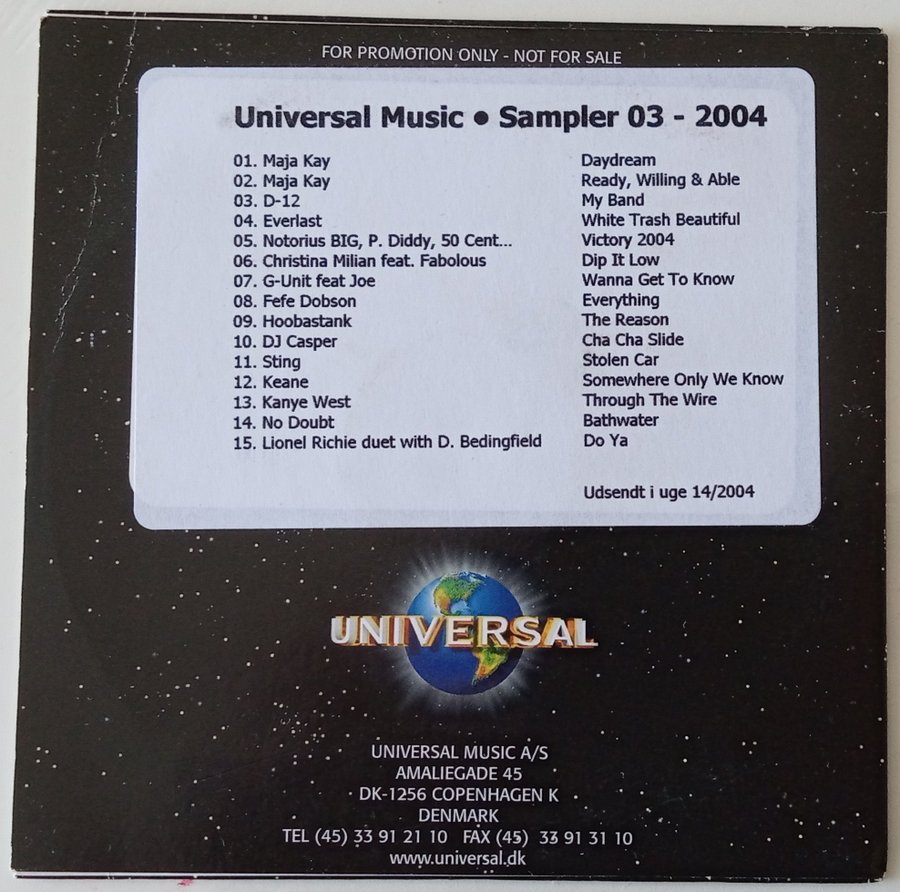 FOR PROMOTION ONLY - NOT FOR SALE
Universal Music • Sampler 03 - 2004
01. Maja Kay Daydream
02. Maja Kay Ready, Willing & Able
03. D-12 My Band
04. Everlast White Trash Beautiful
05. Notorius BIG, P. Diddy, 50 Cent... Victory 2004
06. Christina Milian feat. Fabolous Dip It Low
07. G-Unit feat Joe Wanna Get To Know
08. Fefe Dobson Everything
09. Hoobastank The Reason
10. DJ Casper Cha Cha Slide
11. Sting Stolen Car
12. Keane Somewhere Only We Know
13. Kanye West Through The Wire
14. No Doubt Bathwater
15. Lionel Richie duet with D. Bedingfield Do Ya
Udsendt i uge 14/2004
UNIVERSAL
UNIVERSAL MUSIC A/S
AMALIEGADE 45
DK-1256 COPENHAGEN K
DENMARK
TEL (45) 33 91 21 10 FAX (45) 33 91 31 10
www.universal.dk